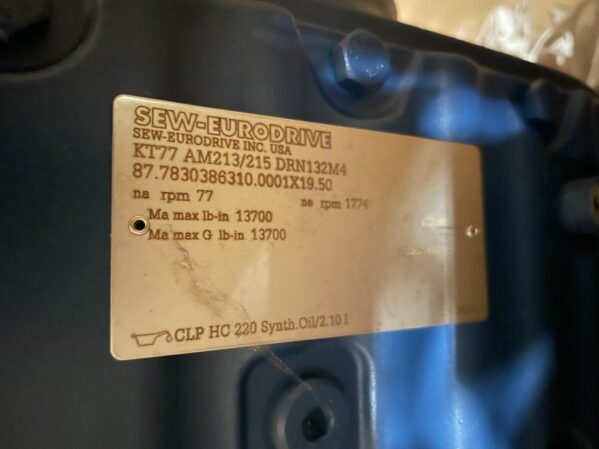 SEW-EURODRIVE
SEW-EURODRIVE INC. USA
KT77 AM213/215 DRN132M4
87.7830386310.0001X19.50
na rpm 77 ne rpm 1774
Ma max lb-in 13700
Ma max G lb-in 13700
CLP HC 220 Synth.Oil/2.10 l